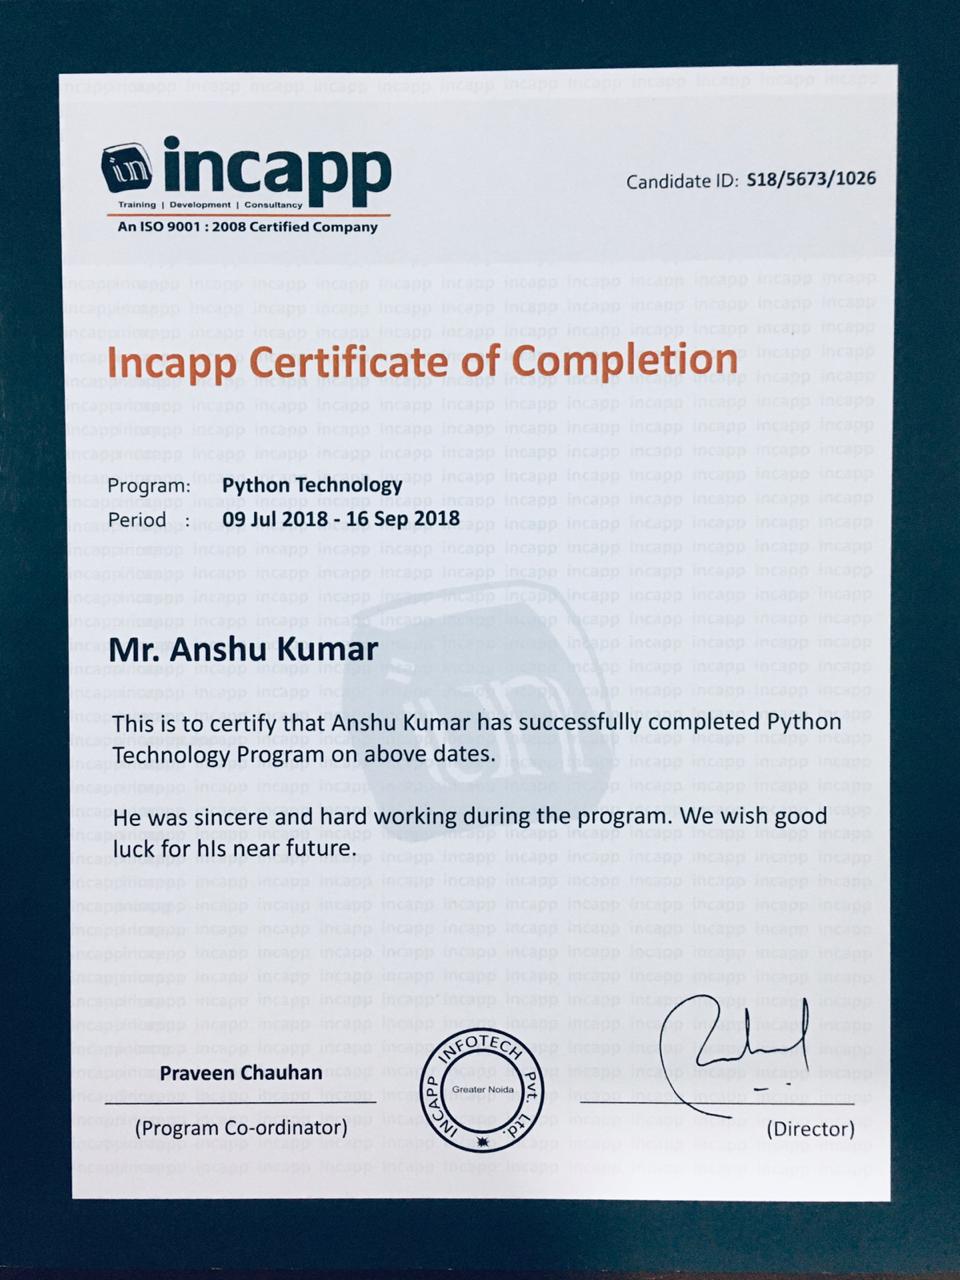 in incapp
Training | Development | Consultancy
An ISO 9001 : 2008 Certified Company
Candidate ID: S18/5673/1026
Incapp Certificate of Completion
Program: Python Technology
Period : 09 Jul 2018 - 16 Sep 2018
Mr. Anshu Kumar
This is to certify that Anshu Kumar has successfully completed Python
Technology Program on above dates.
He was sincere and hard working during the program. We wish good
luck for hIs near future.
Praveen Chauhan
(Program Co-ordinator)
INCAPP INFOTECH Pvt. Ltd.
Greater Noida
(Director)